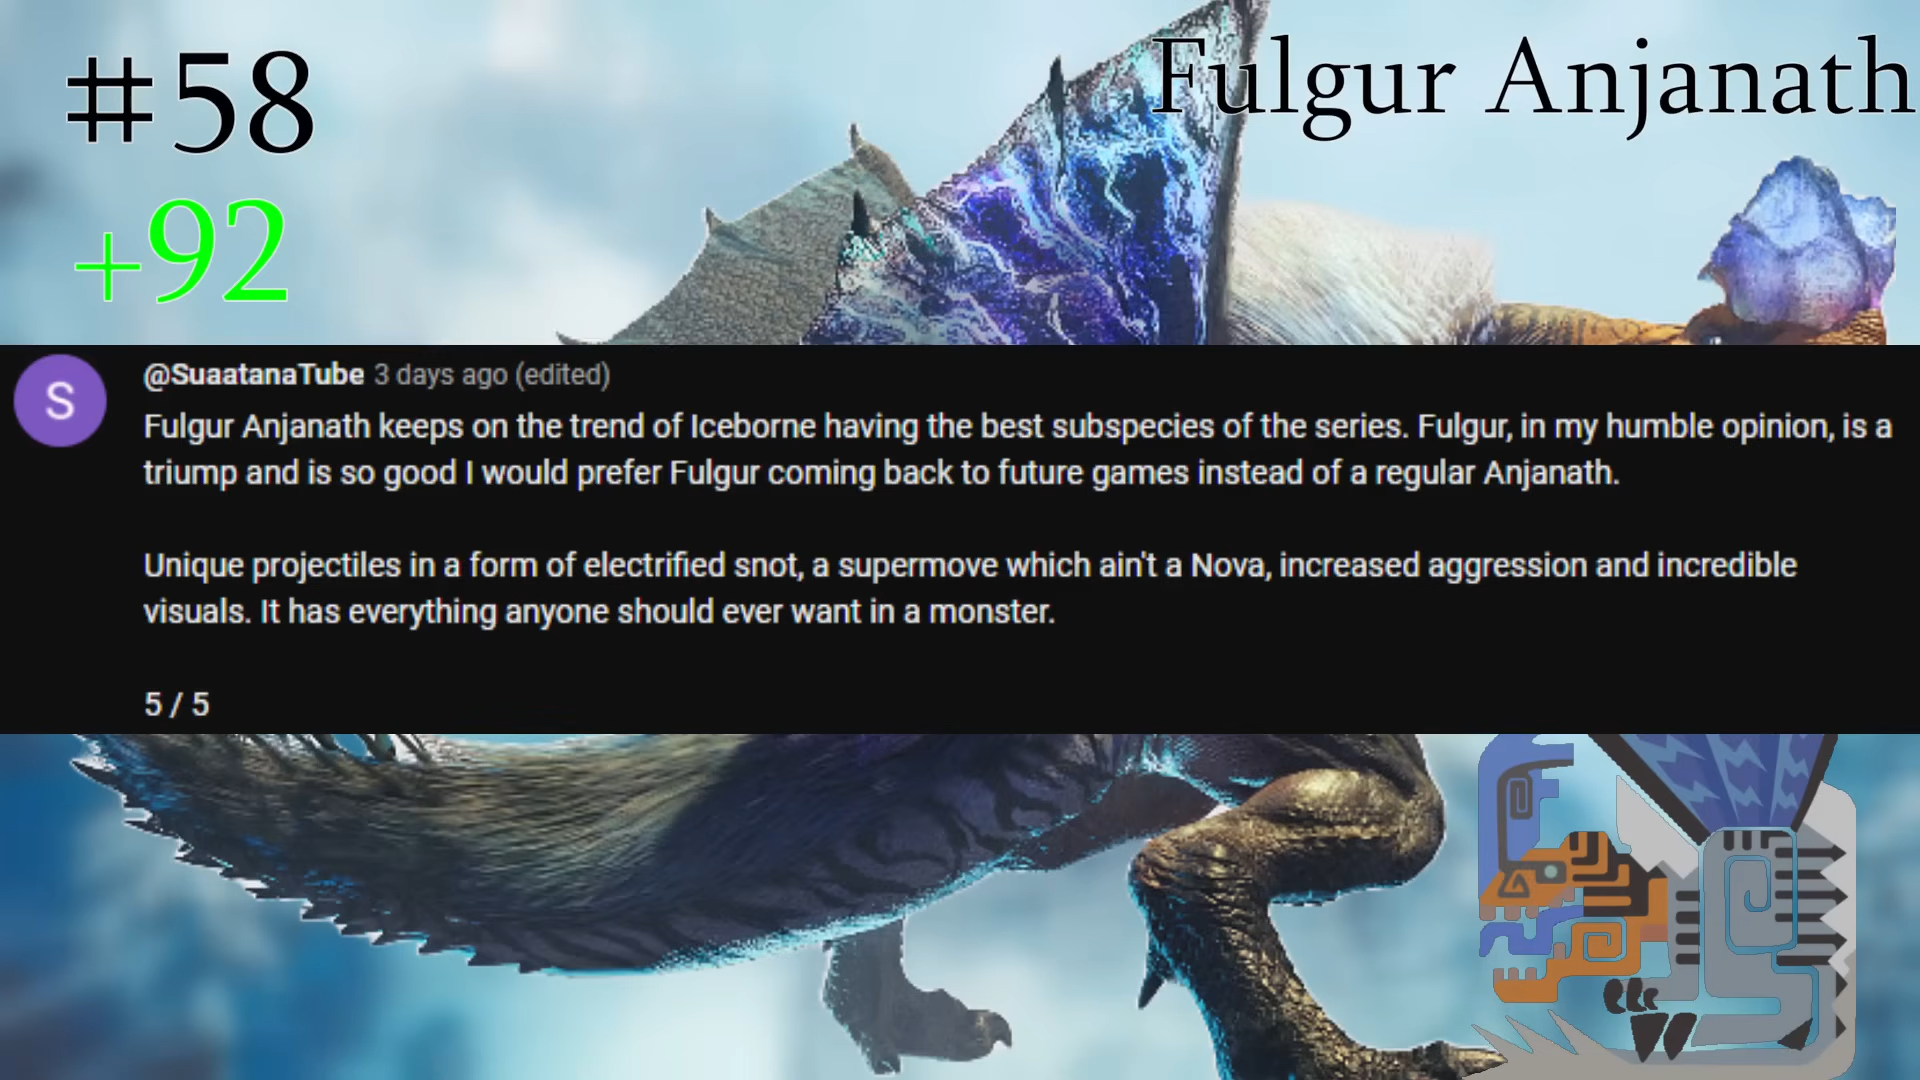 #58
Fulgur Anjanath
+92
S
@SuaatanaTube 3 days ago (edited)
Fulgur Anjanath keeps on the trend of Iceborne having the best subspecies of the series. Fulgur, in my humble opinion, is a
triump and is so good I would prefer Fulgur coming back to future games instead of a regular Anjanath.
Unique projectiles in a form of electrified snot, a supermove which ain't a Nova, increased aggression and incredible
visuals. It has everything anyone should ever want in a monster.
5 / 5